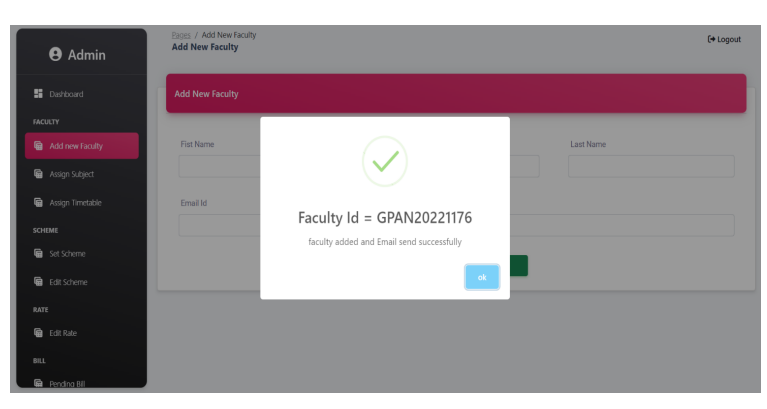 Admin
Dashboard
FACULTY
Add new Faculty
Assign Subject
Assign Timetable
SCHEME
Set Scheme
Edit Scheme
RATE
Edit Rate
BILL
Pending Bill
Pages / Add New Faculty
Add New Faculty
Logout
Add New Faculty
Fist Name
Last Name
Email Id
Faculty Id = GPAN20221176
faculty added and Email send successfully
ok